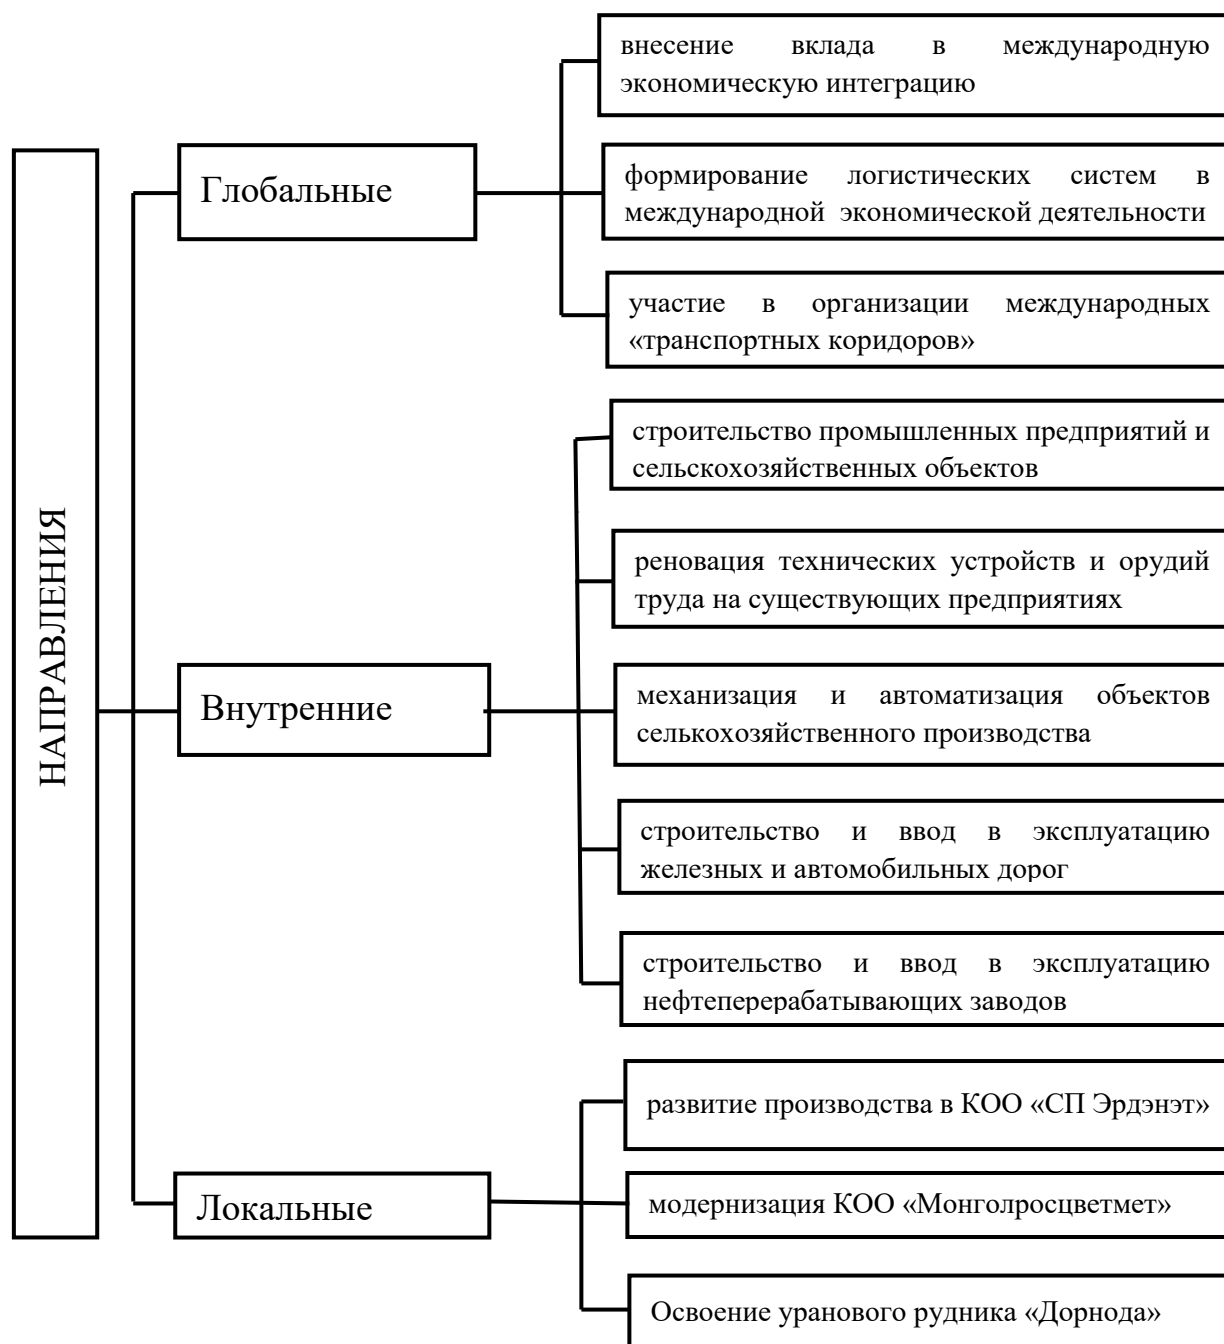 НАПРАВЛЕНИЯ
Глобальные
внесение вклада в международную
экономическую интеграцию
формирование логистических систем в
международной экономической деятельности
участие в организации международных
«транспортных коридоров»
Внутренние
строительство промышленных предприятий и
сельскохозяйственных объектов
реновация технических устройств и орудий
труда на существующих предприятиях
механизация и автоматизация объектов
селькохозяйственного производства
строительство и ввод в эксплуатацию
железных и автомобильных дорог
строительство и ввод в эксплуатацию
нефтеперерабатывающих заводов
Локальные
развитие производства в КОО «СП Эрдэнэт»
модернизация КОО «Монголросцветмет»
Освоение уранового рудника «Дорнода»